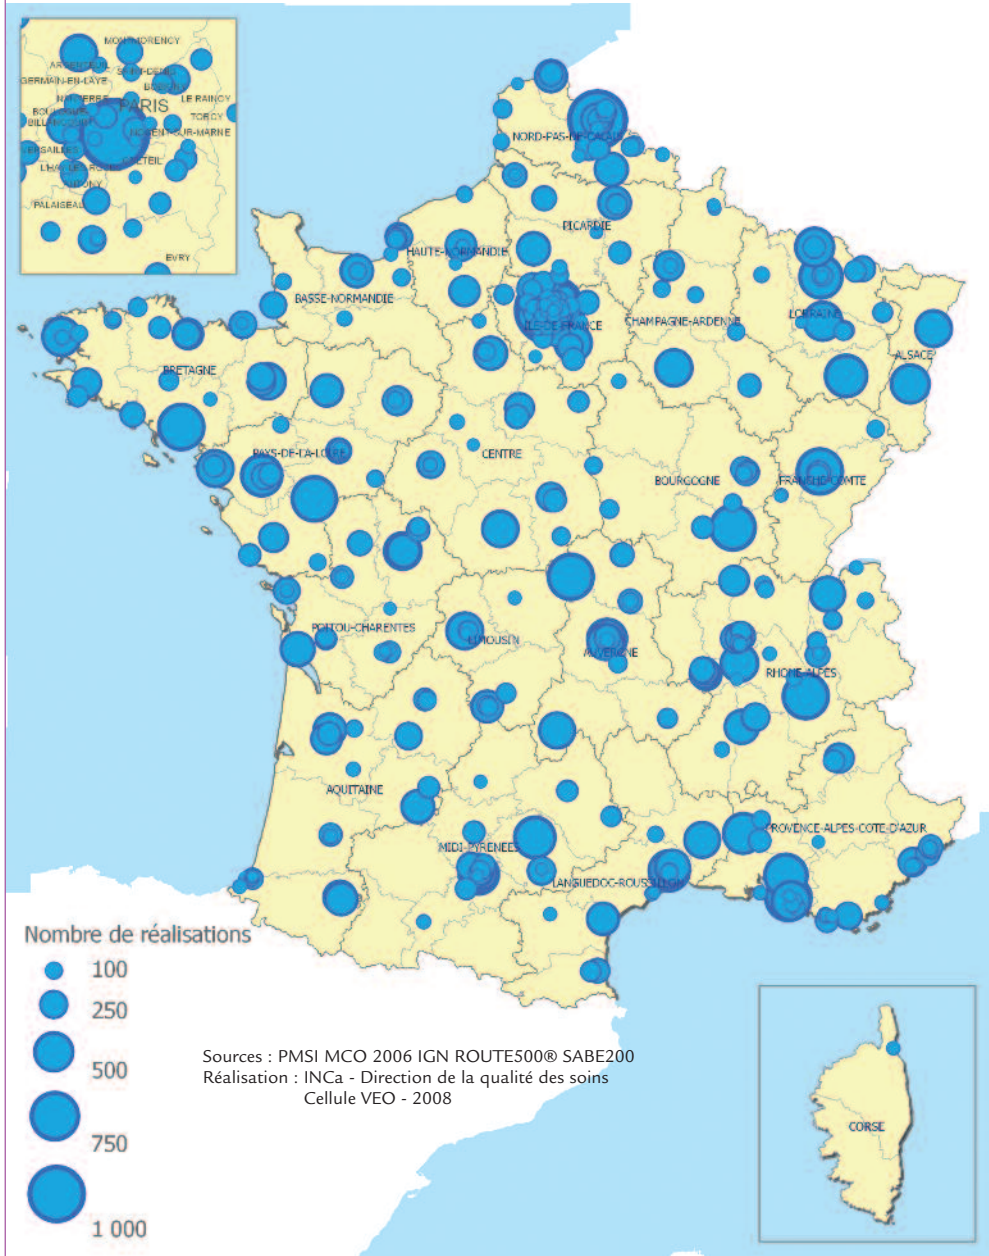 MONTMORENCY
ARGENTEUIL
SAINT-DENIS
GERMAIN-EN-LAYE
BOBIGNY
NANTERRE
LE RAINCY
PARIS
BOULOGNE-
BILLANCOURT
TORCY
NOGENT-SUR-MARNE
VERSAILLES
CRETEIL
ANTONY
PALAISEAU
EVRY
NORD-PAS-DE-CALAIS
PICARDIE
HAUTE-NORMANDIE
BASSE-NORMANDIE
ILE-DE-FRANCE
CHAMPAGNE-ARDENNE
LORRAINE
ALSACE
BRETAGNE
PAYS-DE-LA-LOIRE
CENTRE
BOURGOGNE
FRANCHE-COMTE
POITOU-CHARENTES
LIMOUSIN
AUVERGNE
RHONE-ALPES
AQUITAINE
MIDI-PYRENEES
LANGUEDOC-ROUSSILLON
PROVENCE-ALPES-COTE-D'AZUR
CORSE
Nombre de réalisations
100
250
500
750
1 000
Sources : PMSI MCO 2006 IGN ROUTE500® SABE200
Réalisation : INCa - Direction de la qualité des soins
Cellule VEO - 2008